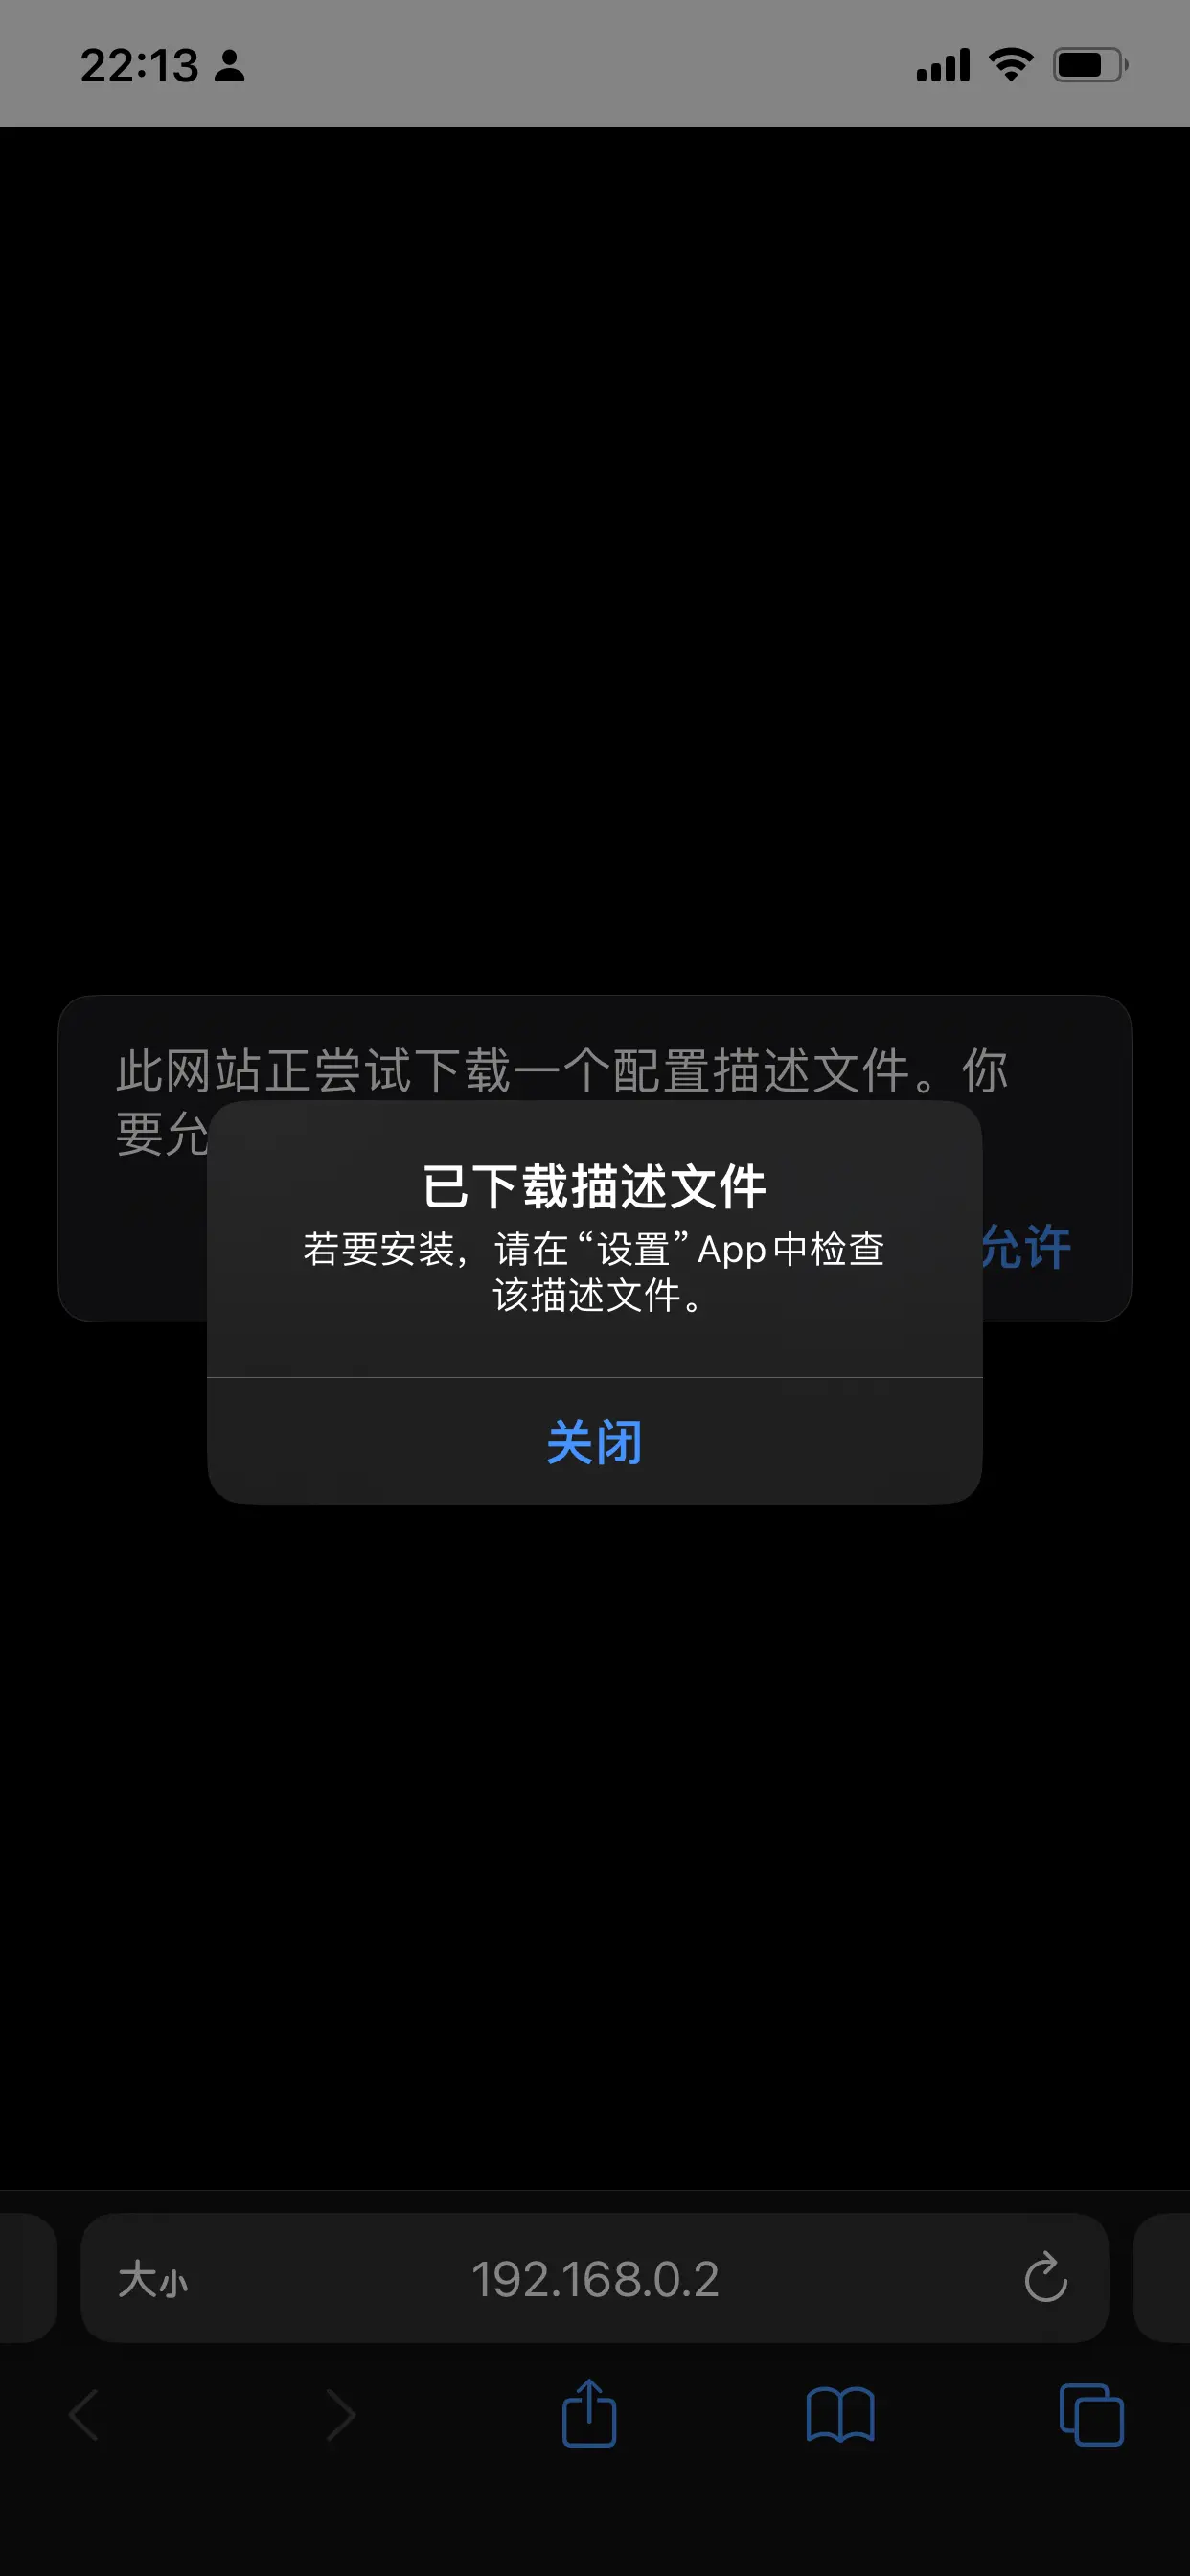 22:13
此网站正尝试下载一个配置描述文件。你
要允
已下载描述文件
若要安装，请在“设置”App中检查
该描述文件。
允许
关闭
大小
192.168.0.2